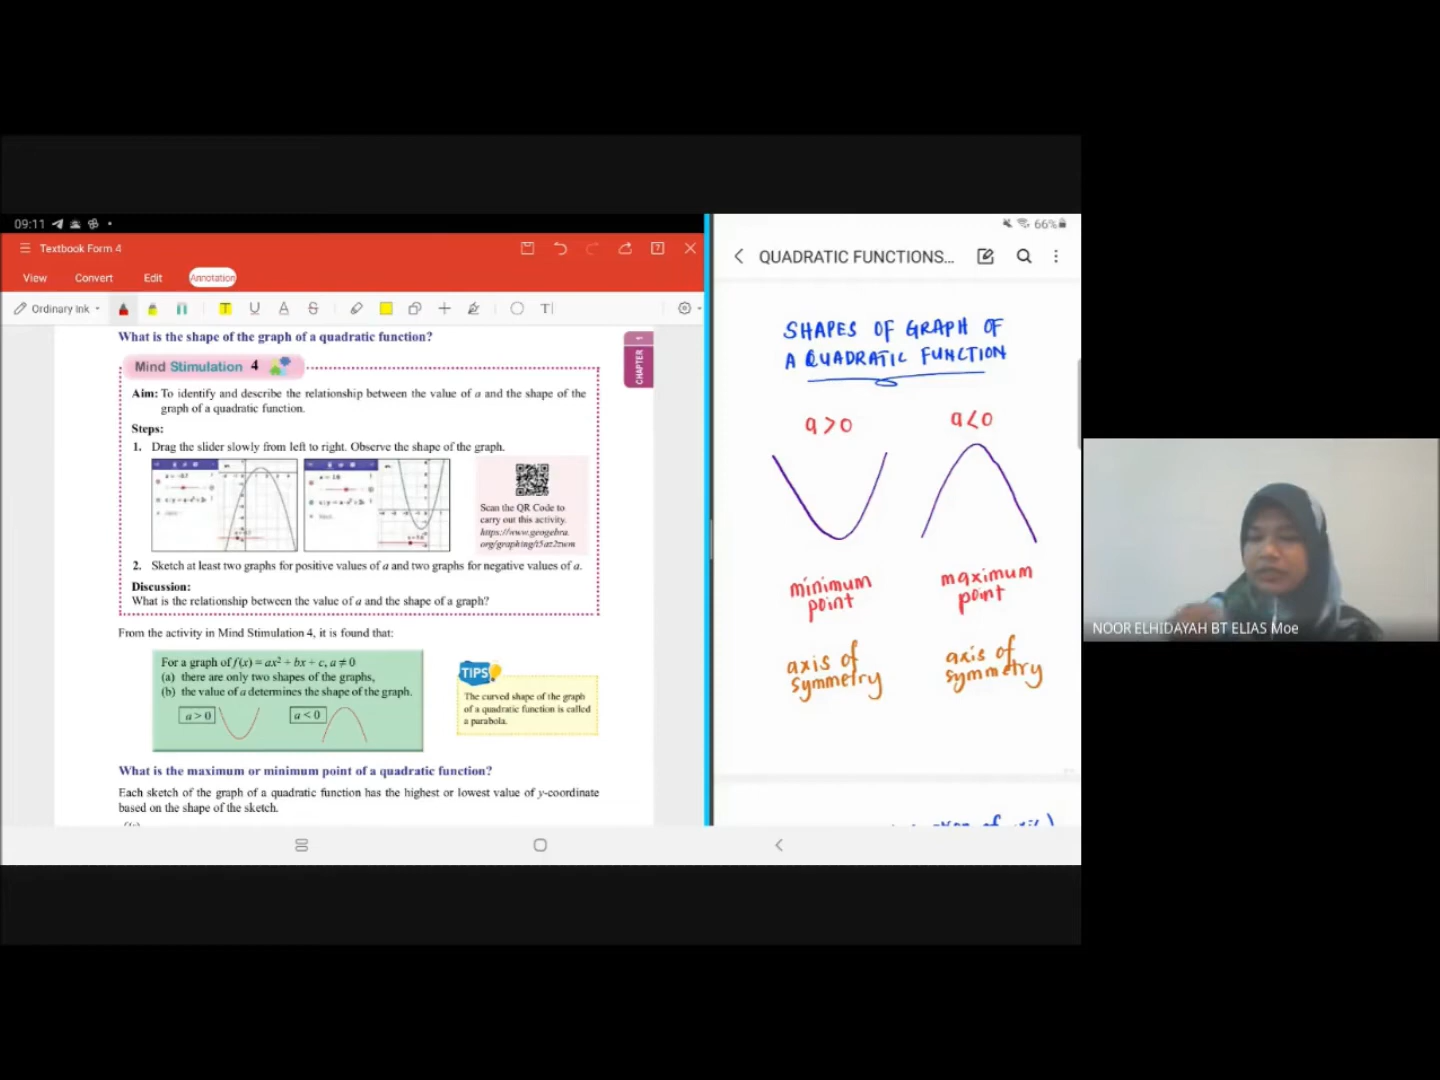 09:11
66%
Textbook Form 4
View Convert Edit Annotation
Ordinary Ink
What is the shape of the graph of a quadratic function?
CHAPTER 1
Mind Stimulation 4
Aim: To identify and describe the relationship between the value of a and the shape of the
graph of a quadratic function.
Steps:
1. Drag the slider slowly from left to right. Observe the shape of the graph.
Scan the QR Code to
carry out this activity.
https://www.geogebra.
2. Sketch at least two graphs for positive values of a and two graphs for negative values of a.
Discussion:
What is the relationship between the value of a and the shape of a graph?
From the activity in Mind Stimulation 4, it is found that:
For a graph of f(x) = ax² + bx + c, a ≠ 0
(a) there are only two shapes of the graphs,
(b) the value of a determines the shape of the graph.
a > 0
a < 0
TIPS
The curved shape of the graph
of a quadratic function is called
a parabola.
What is the maximum or minimum point of a quadratic function?
Each sketch of the graph of a quadratic function has the highest or lowest value of y-coordinate
based on the shape of the sketch.
QUADRATIC FUNCTIONS...
SHAPES OF GRAPH OF
A QUADRATIC FUNCTION
a > 0
a < 0
minimum
point
maximum
point
axis of
symmetry
axis of
symmetry
NOOR ELHIDAYAH BT ELIAS Moe